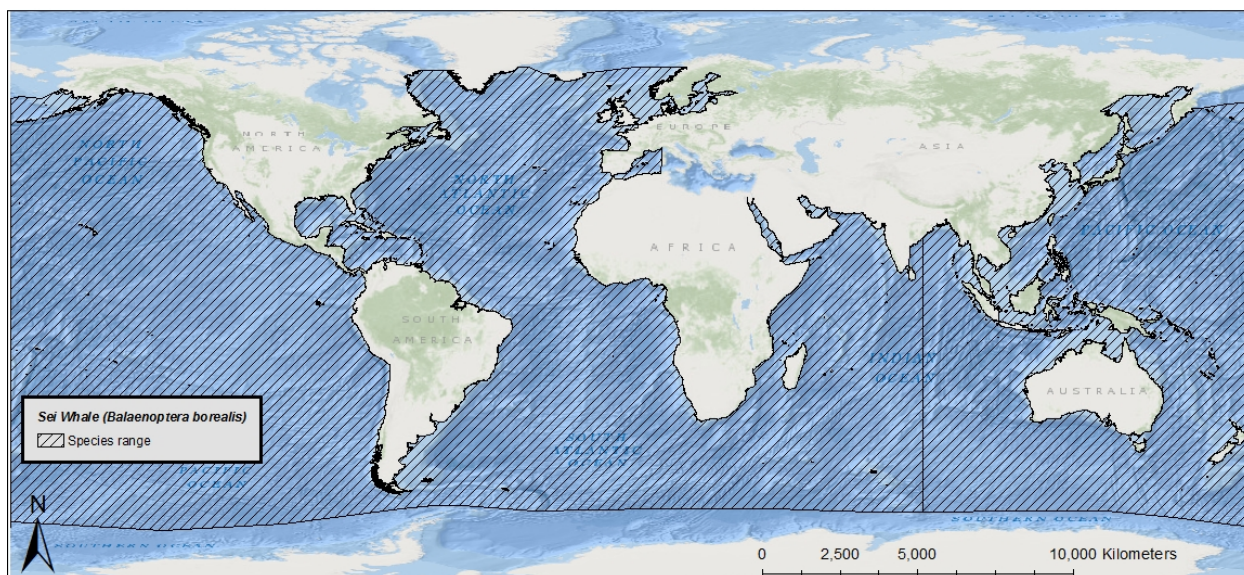 NORTH
AMERICA
NORTH
PACIFIC
OCEAN
NORTH
ATLANTIC
OCEAN
EUROPE
ASIA
AFRICA
PACIFIC OCEAN
SOUTH
AMERICA
INDIAN
OCEAN
AUSTRALIA
SOUTH
ATLANTIC
OCEAN
Sei Whale (Balaenoptera borealis)
Species range
PACIFIC
OCEAN
N
SOUTHERN OCEAN
SOUTHERN OCEAN
0 2,500 5,000 10,000 Kilometers